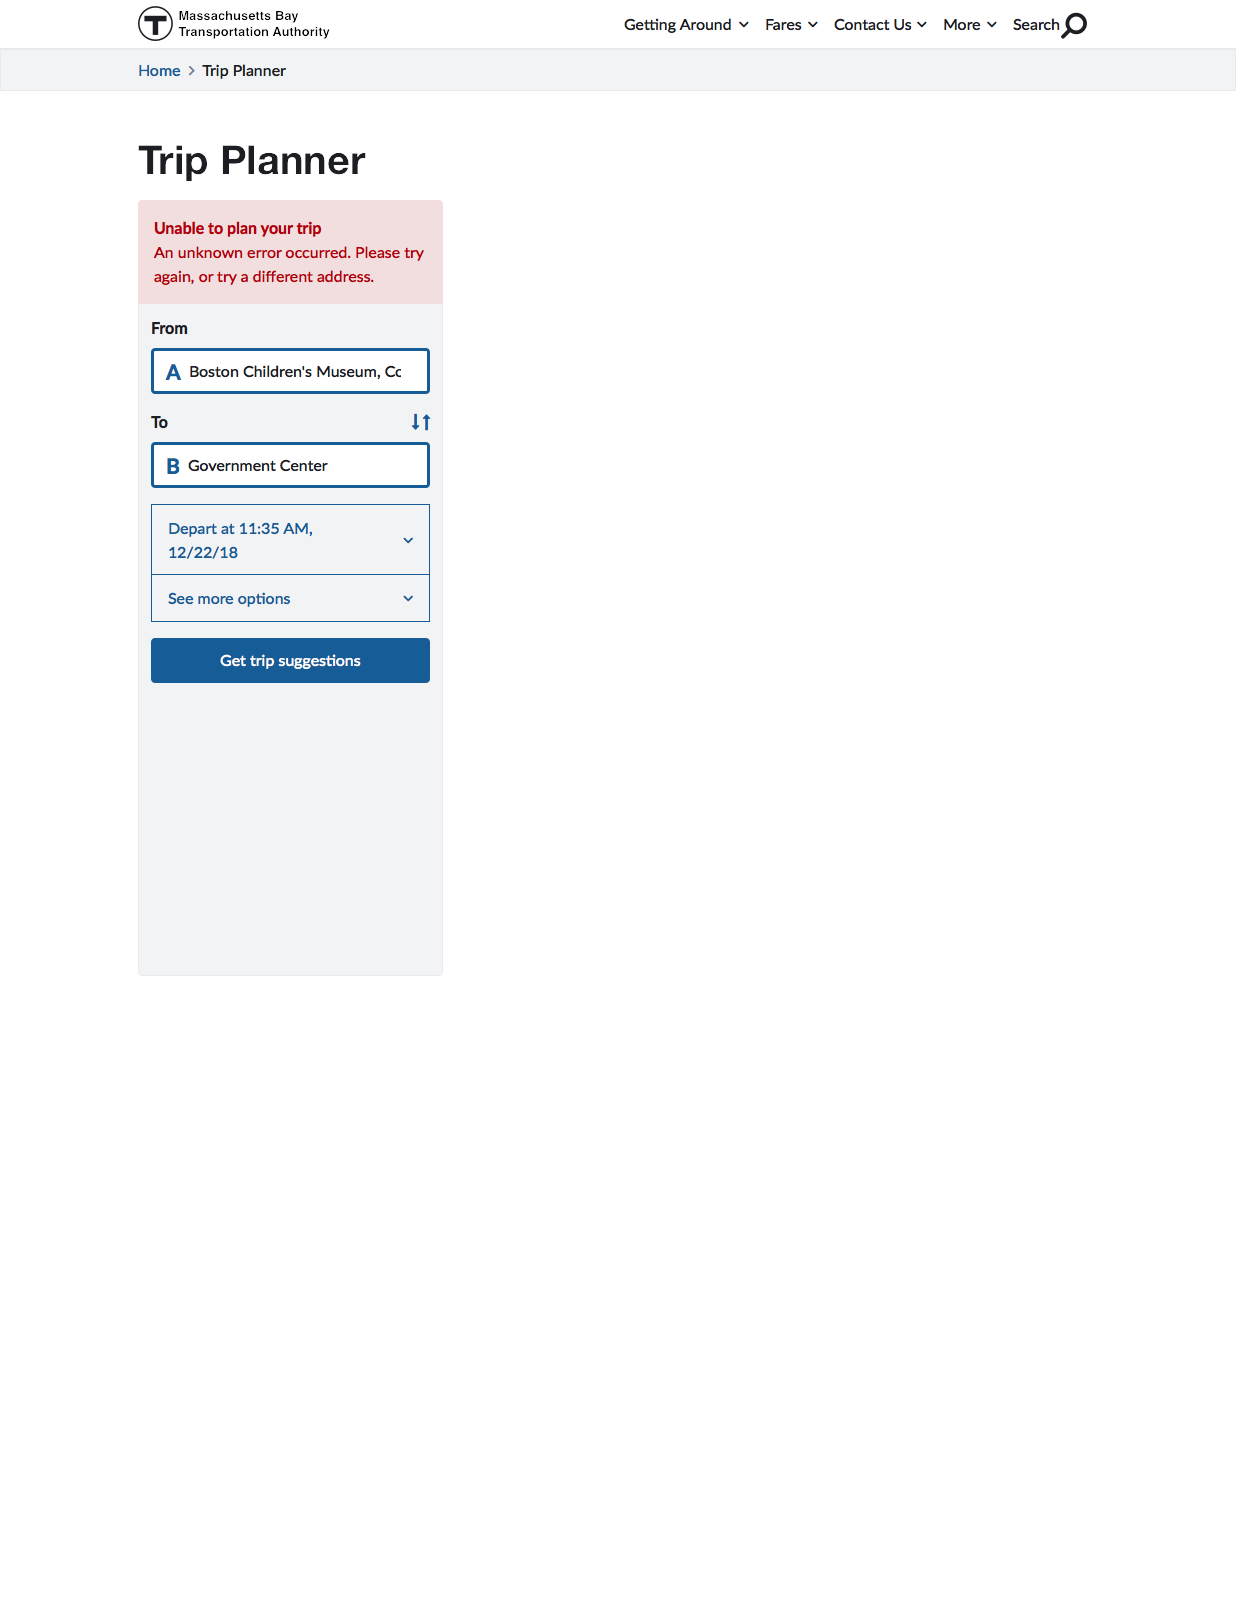 Massachusetts Bay
Transportation Authority
Getting Around Fares Contact Us More Search
Home > Trip Planner
Trip Planner
Unable to plan your trip
An unknown error occurred. Please try
again, or try a different address.
From
A Boston Children's Museum, Co
To
B Government Center
Depart at 11:35 AM,
12/22/18
See more options
Get trip suggestions